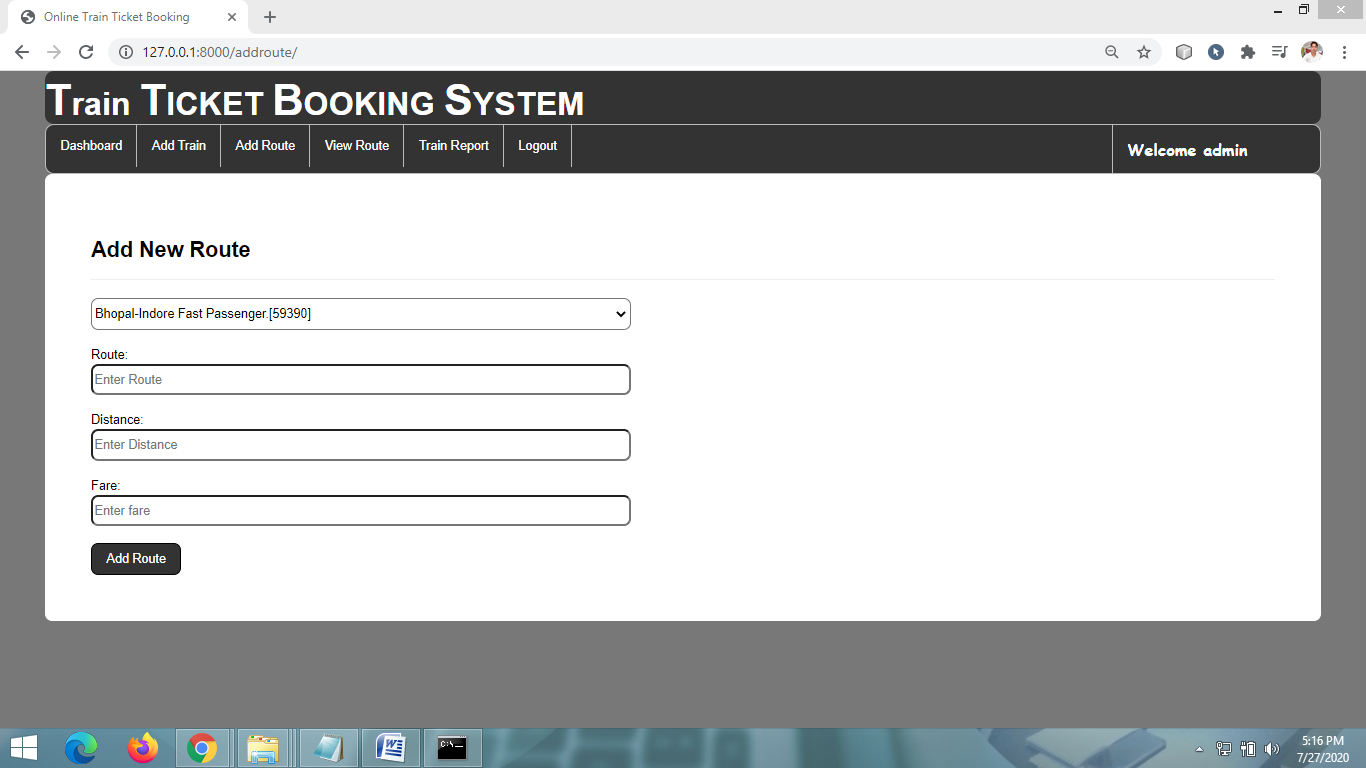 Online Train Ticket Booking
127.0.0.1:8000/addroute/
Train TICKET BOOKING SYSTEM
Dashboard Add Train Add Route View Route Train Report Logout Welcome admin
Add New Route
Bhopal-Indore Fast Passenger.[59390]
Route:
Enter Route
Distance:
Enter Distance
Fare:
Enter fare
Add Route
C:\
5:16 PM
7/27/2020